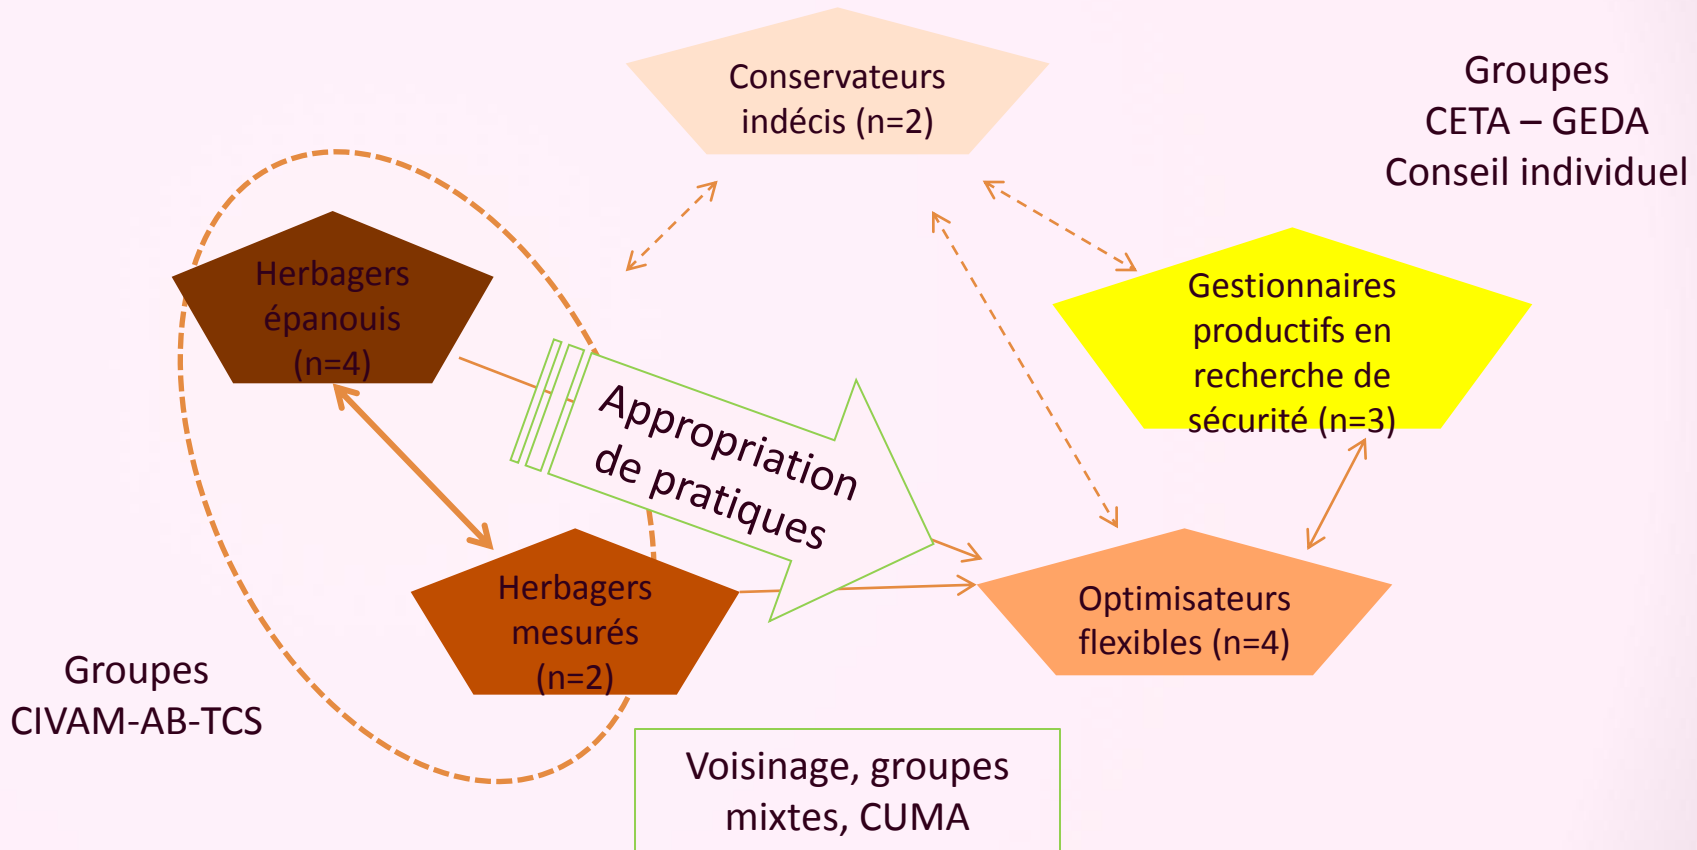 Conservateurs
indécis (n=2)
Groupes
CETA – GEDA
Conseil individuel
Herbagers
épanouis
(n=4)
Gestionnaires
productifs en
recherche de
sécurité (n=3)
Appropriation
de pratiques
Herbagers
mesurés
(n=2)
Optimisateurs
flexibles (n=4)
Groupes
CIVAM-AB-TCS
Voisinage, groupes
mixtes, CUMA